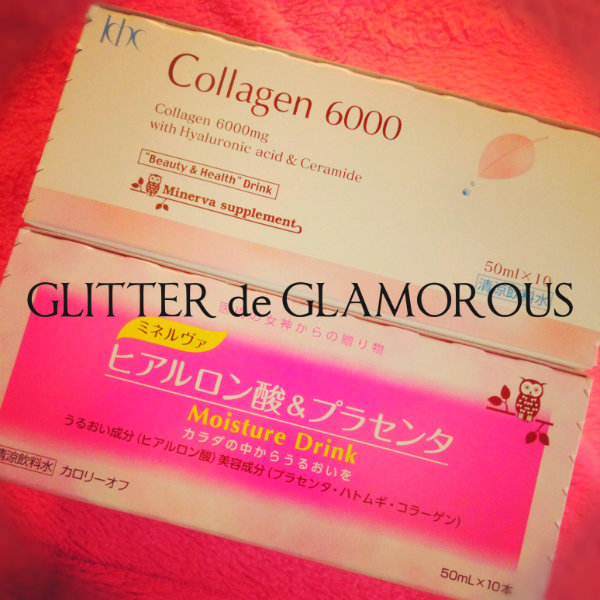 khc
Collagen 6000
Collagen 6000mg
with Hyaluronic acid & Ceramide
"Beauty & Health" Drink
Minerva supplement
50ml×10
清涼飲料水
GLITTER de GLAMOROUS
女神からの贈り物
ミネルヴァ
ヒアルロン酸&プラセンタ
Moisture Drink
カラダの中からうるおいを
うるおい成分(ヒアルロン酸)美容成分(プラセンタ・ハトムギ・コラーゲン)
清涼飲料水 カロリーオフ
50mL×10本